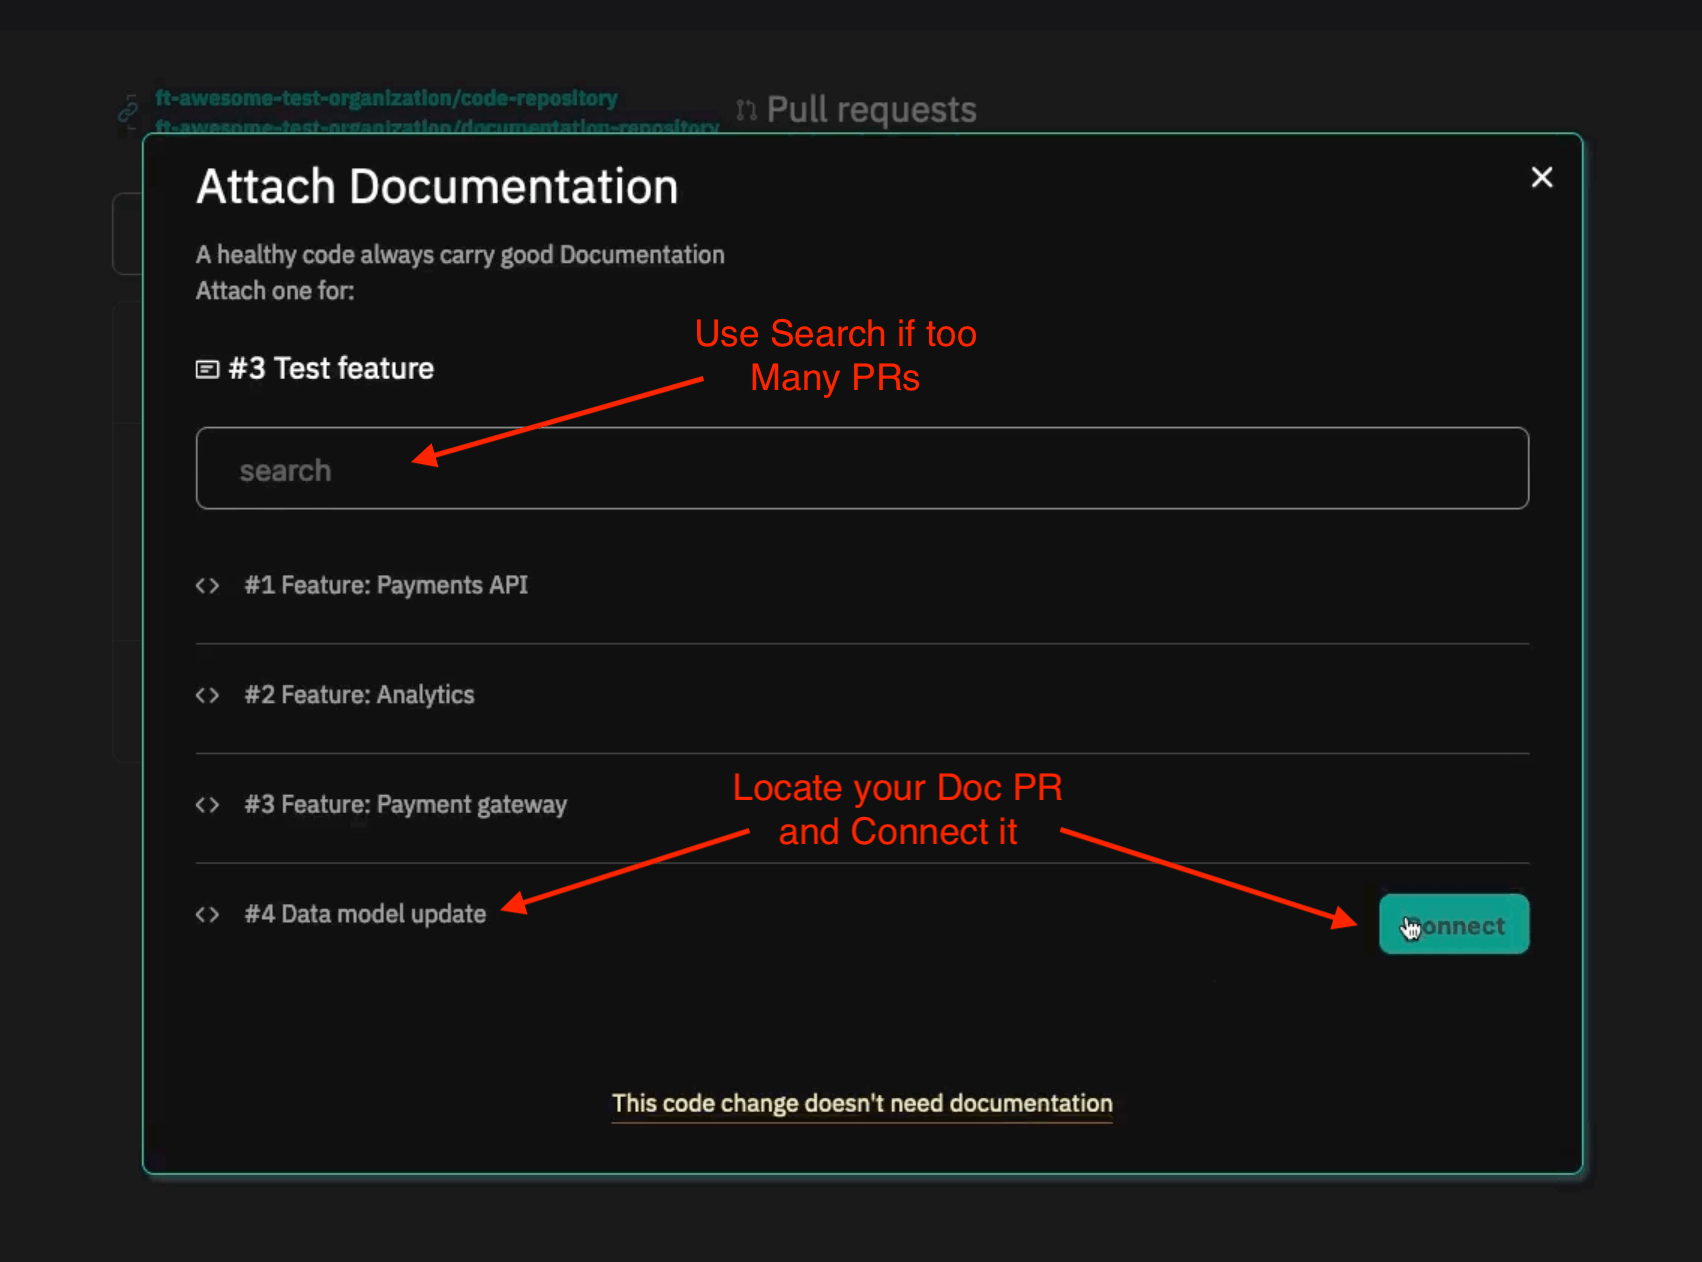 ft-awesome-test-organization/code-repository
ft-awesome-test-organization/documentation-repository
Pull requests
Attach Documentation
A healthy code always carry good Documentation
Attach one for:
#3 Test feature
Use Search if too
Many PRs
search
#1 Feature: Payments API
#2 Feature: Analytics
#3 Feature: Payment gateway
Locate your Doc PR
and Connect it
#4 Data model update
Connect
This code change doesn't need documentation